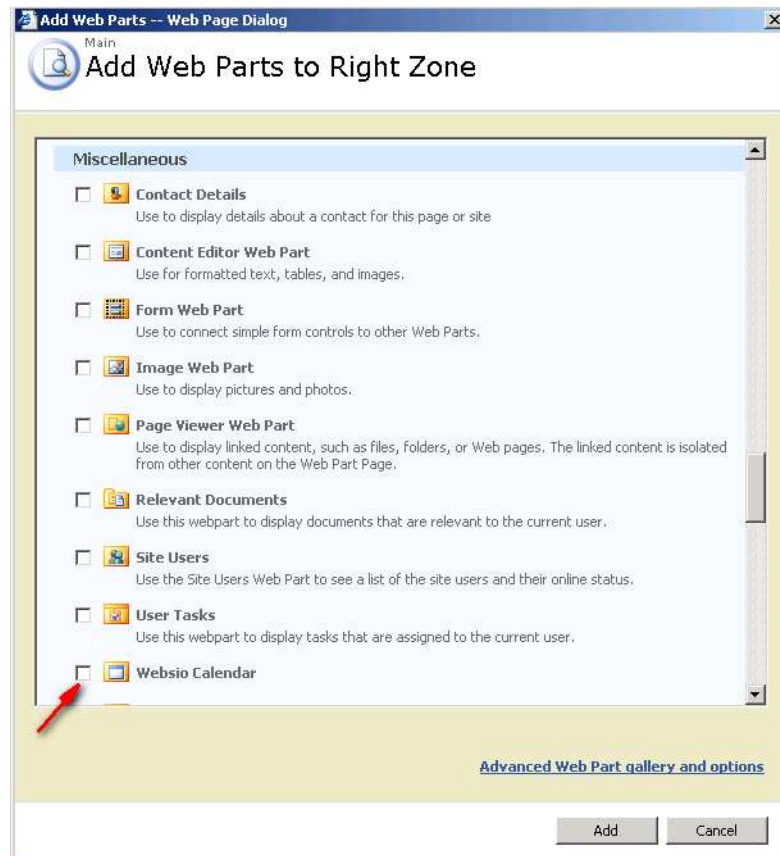 Add Web Parts -- Web Page Dialog
Main
Add Web Parts to Right Zone
Miscellaneous
Contact Details
Use to display details about a contact for this page or site
Content Editor Web Part
Use for formatted text, tables, and images.
Form Web Part
Use to connect simple form controls to other Web Parts.
Image Web Part
Use to display pictures and photos.
Page Viewer Web Part
Use to display linked content, such as files, folders, or Web pages. The linked content is isolated
from other content on the Web Part Page.
Relevant Documents
Use this webpart to display documents that are relevant to the current user.
Site Users
Use the Site Users Web Part to see a list of the site users and their online status.
User Tasks
Use this webpart to display tasks that are assigned to the current user.
Websio Calendar
Advanced Web Part gallery and options
Add
Cancel